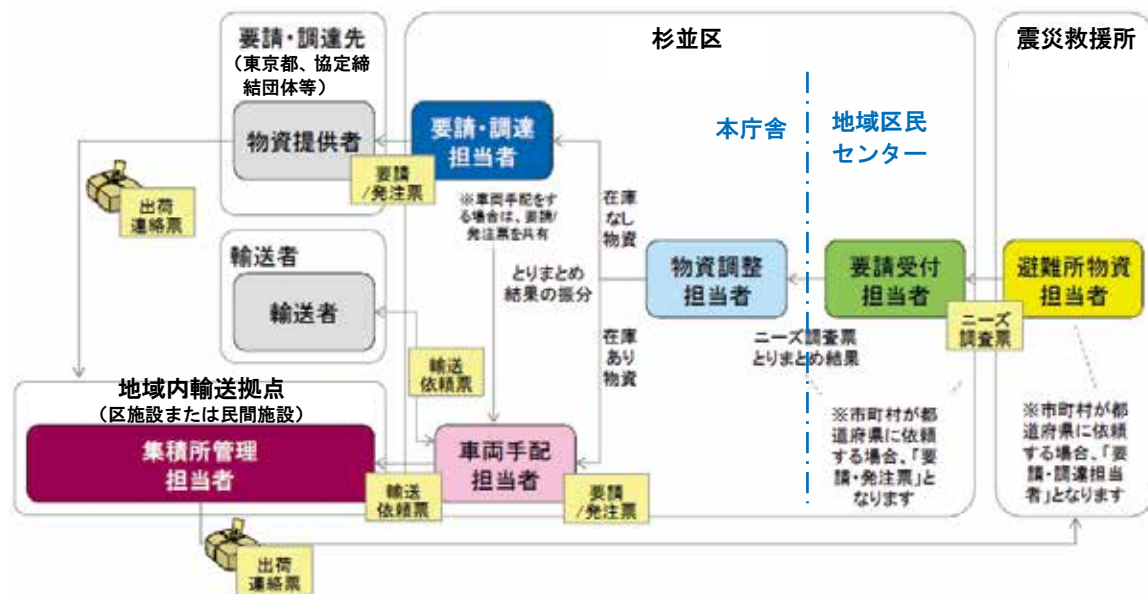 要請・調達先
（東京都、協定締
結団体等）
物資提供者
要請
/発注票
出荷
連絡票
杉並区
本庁舎
地域区民
センター
震災救援所
要請・調達
担当者
※車両手配をす
る場合は、要請/
発注票を共有
在庫
なし
物資
とりまとめ
結果の振分
在庫
あり
物資
物資調整
担当者
要請受付
担当者
避難所物資
担当者
ニーズ
調査票
ニーズ調査票
とりまとめ結果
※市町村が都
道府県に依頼
する場合、「要
請・発注票」と
なります
※市町村が都
道府県に依頼
する場合、「要
請・調達担当
者」となります
輸送者
輸送者
輸送
依頼票
地域内輸送拠点
（区施設または民間施設）
集積所管理
担当者
輸送
依頼票
車両手配
担当者
要請
/発注票
出荷
連絡票